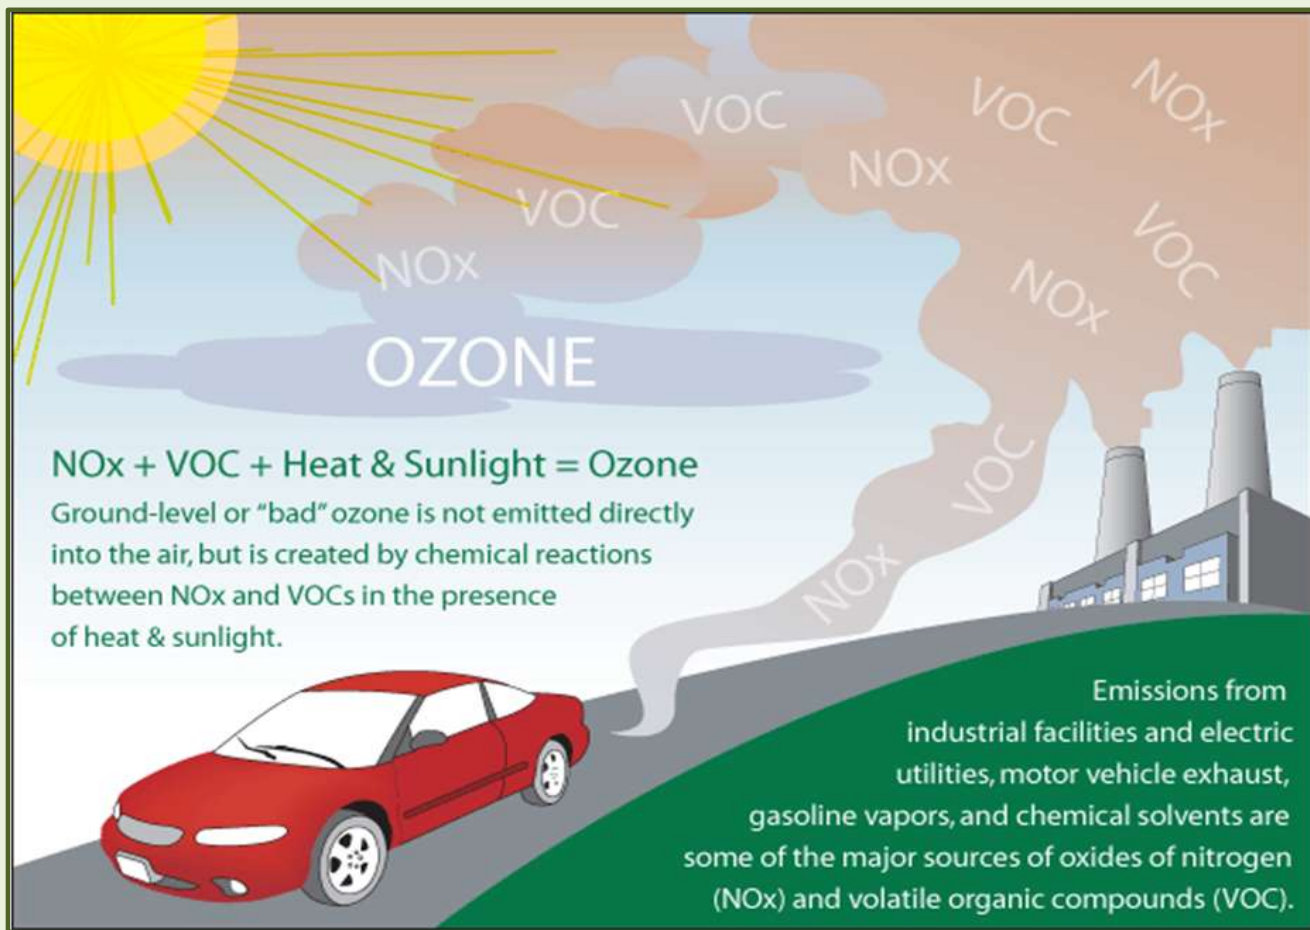 VOC
VOC
NOx
NOx
VOC
VOC
NOx
NOx
OZONE
VOC
NOx
NOx + VOC + Heat & Sunlight = Ozone
Ground-level or “bad” ozone is not emitted directly
into the air, but is created by chemical reactions
between NOx and VOCs in the presence
of heat & sunlight.
Emissions from
industrial facilities and electric
utilities, motor vehicle exhaust,
gasoline vapors, and chemical solvents are
some of the major sources of oxides of nitrogen
(NOx) and volatile organic compounds (VOC).